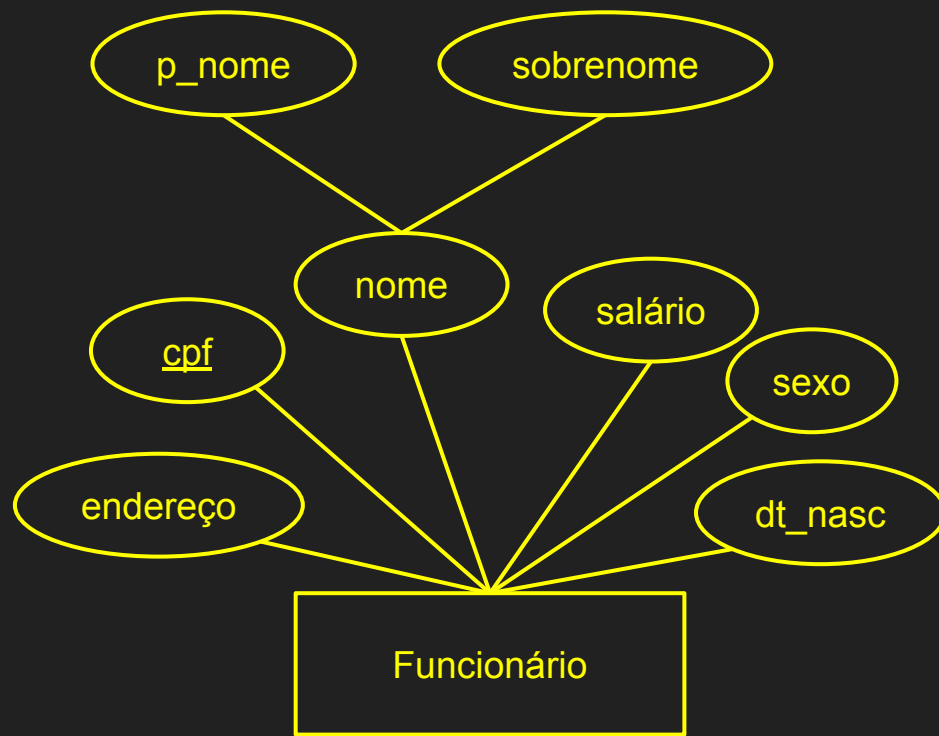 p_nome
sobrenome
nome
salário
cpf
sexo
endereço
dt_nasc
Funcionário